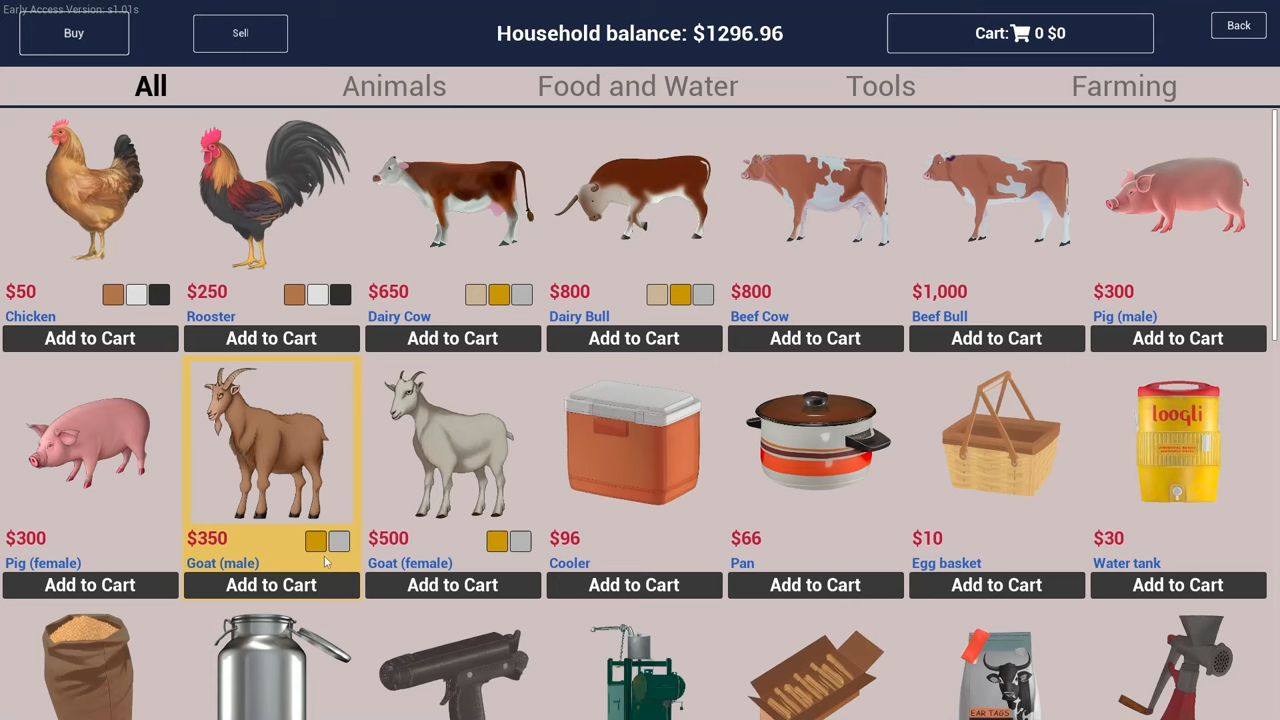 Early Access Version: s1.01s
Buy
Sell
Household balance: $1296.96
Cart: 0 $0
Back
All
Animals
Food and Water
Tools
Farming
$50
$250
$650
$800
$800
$1,000
$300
Chicken
Rooster
Dairy Cow
Dairy Bull
Beef Cow
Beef Bull
Pig (male)
Add to Cart
Add to Cart
Add to Cart
Add to Cart
Add to Cart
Add to Cart
Add to Cart
looqli
$300
$350
$500
$96
$66
$10
$30
Pig (female)
Goat (male)
Goat (female)
Cooler
Pan
Egg basket
Water tank
Add to Cart
Add to Cart
Add to Cart
Add to Cart
Add to Cart
Add to Cart
Add to Cart
EAR TAGS